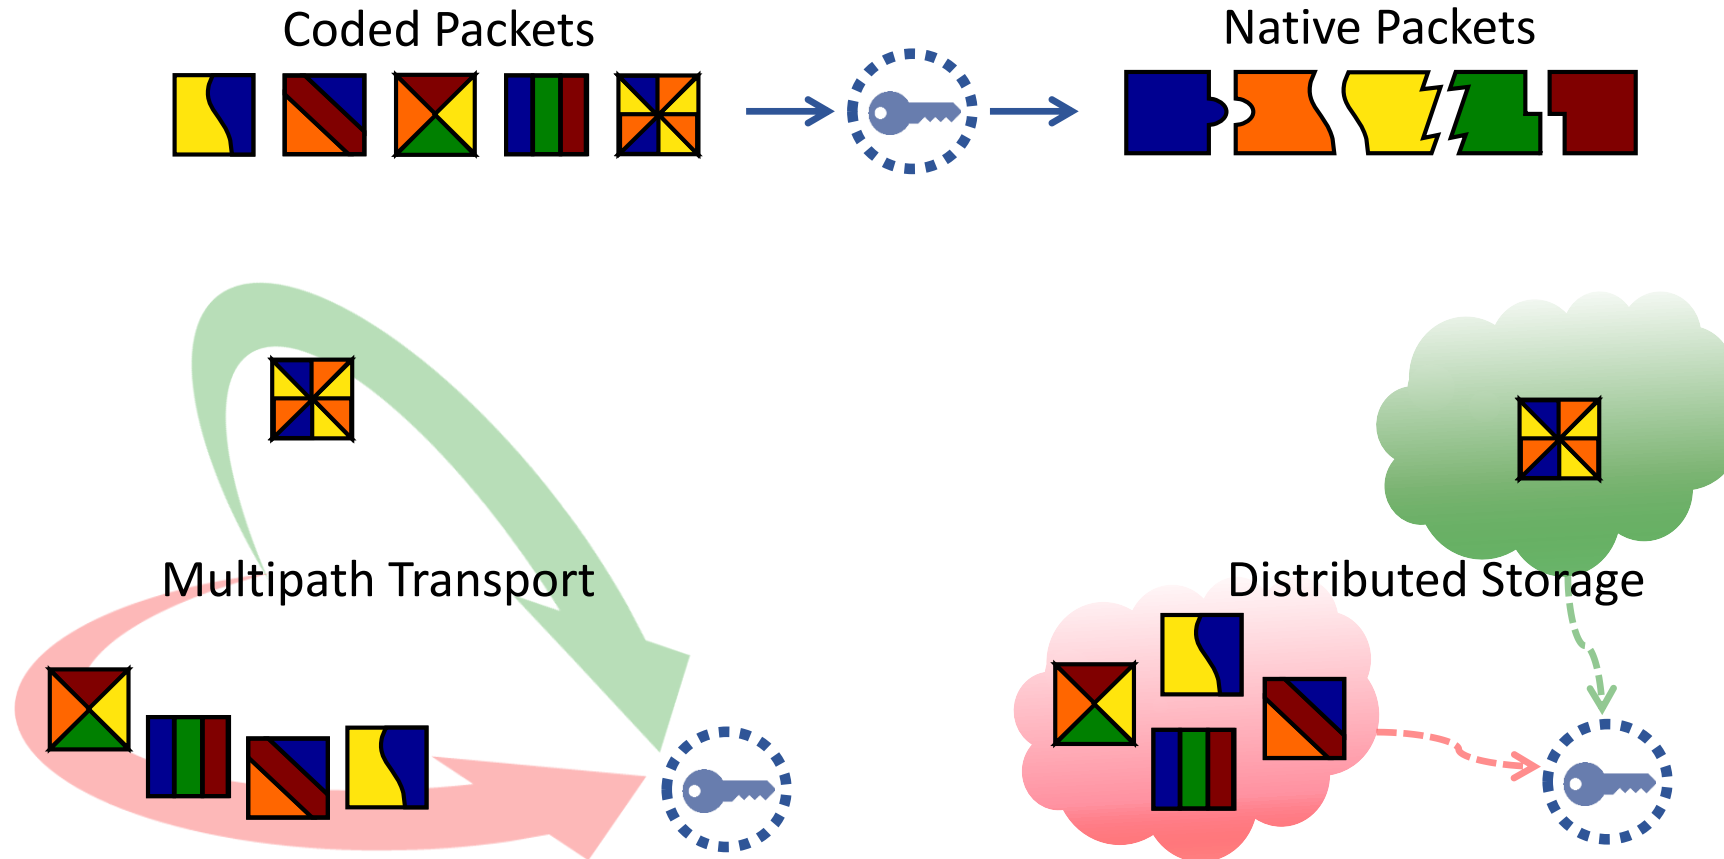 Coded Packets
Native Packets
Multipath Transport
Distributed Storage